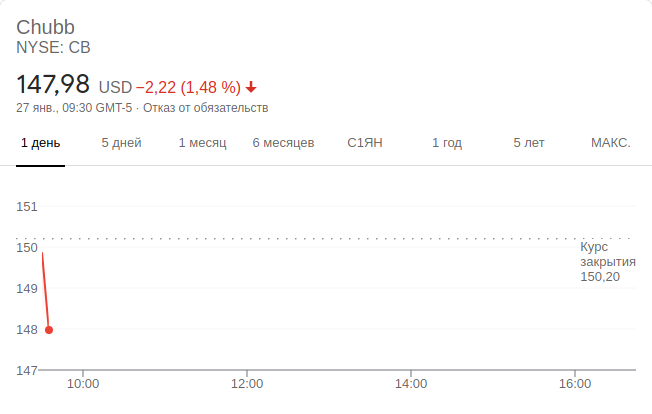 Chubb
NYSE: CB
147,98 USD −2,22 (1,48 %)
27 янв., 09:30 GMT-5 · Отказ от обязательств
1 день 5 дней 1 месяц 6 месяцев С1ЯН 1 год 5 лет МАКС.
151
150
149
148
147
Курс
закрытия
150,20
10:00 12:00 14:00 16:00